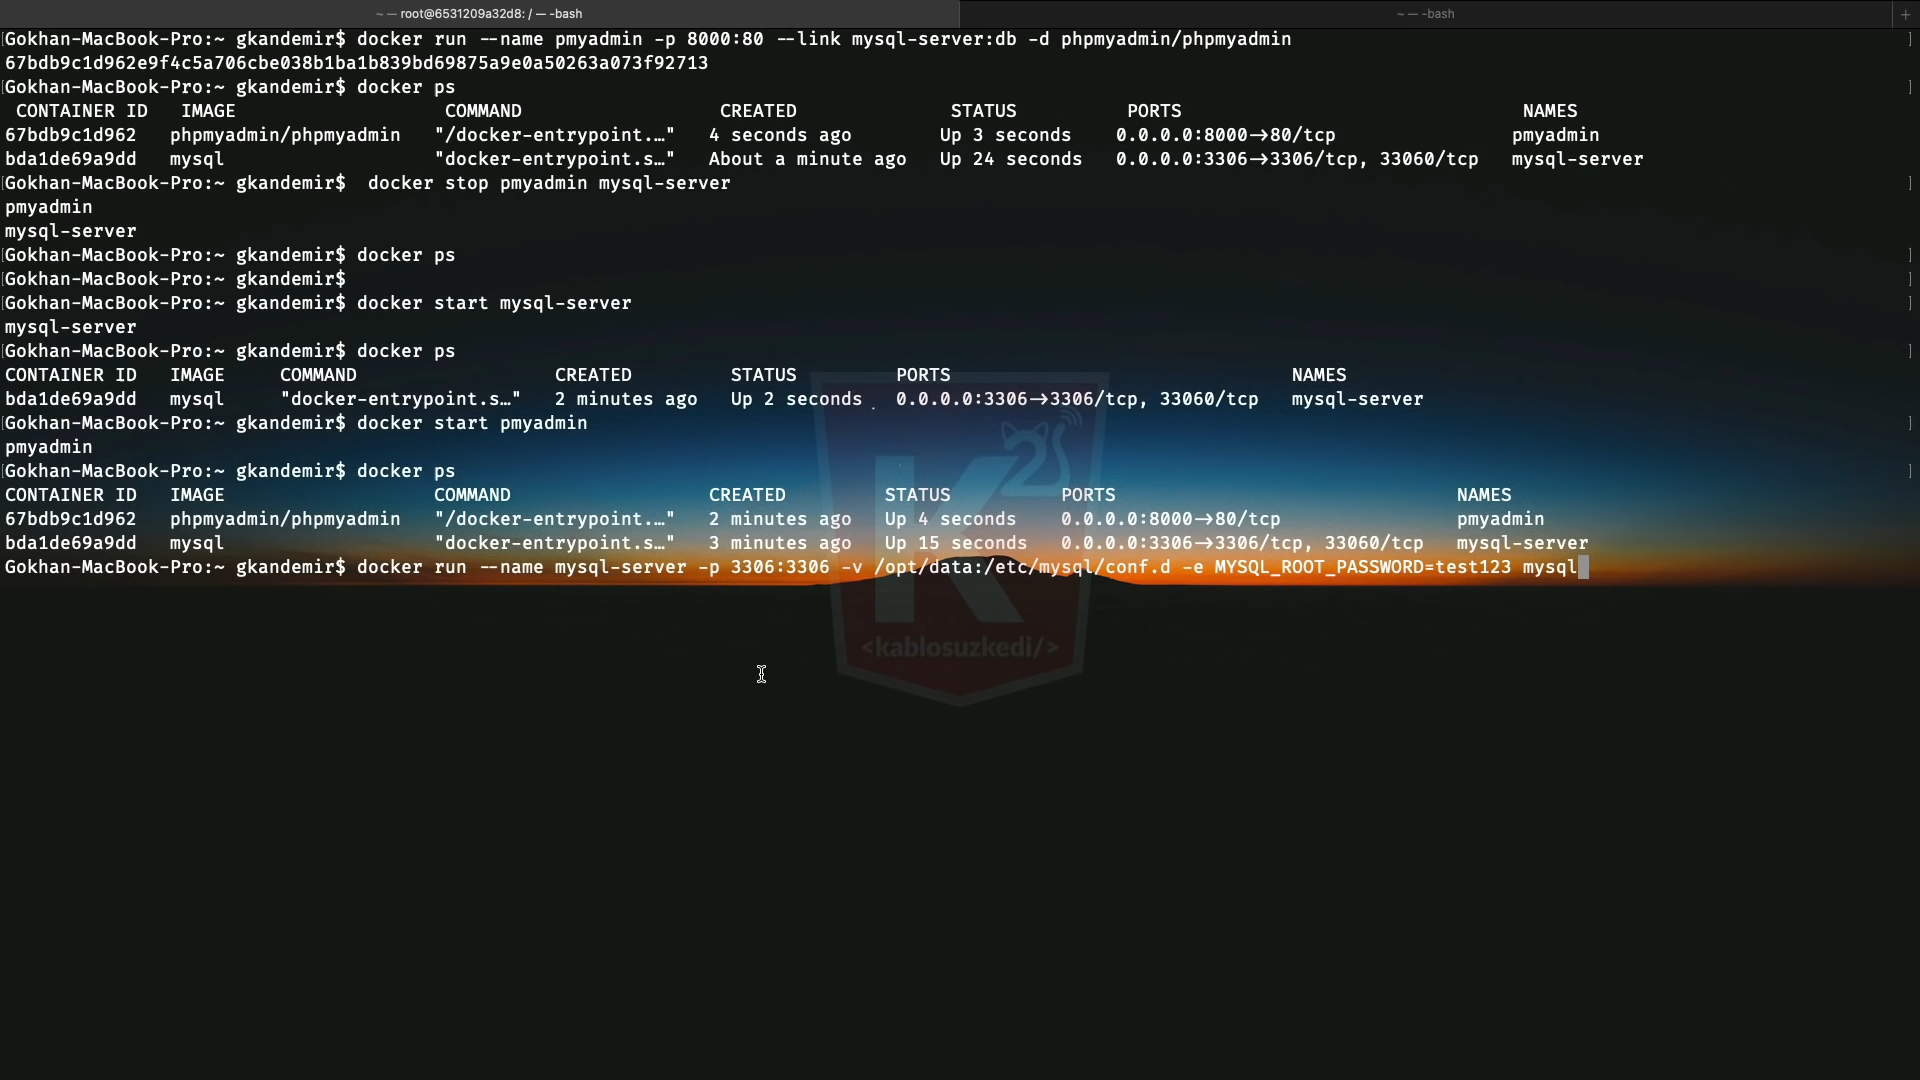 ~ — root@6531209a32d8: / — -bash
~ — -bash
+
Gokhan-MacBook-Pro:~ gkandemir$ docker run --name pmyadmin -p 8000:80 --link mysql-server:db -d phpmyadmin/phpmyadmin
67bdb9c1d962e9f4c5a706cbe038b1ba1b839bd69875a9e0a50263a073f92713
Gokhan-MacBook-Pro:~ gkandemir$ docker ps
CONTAINER ID IMAGE COMMAND CREATED STATUS PORTS NAMES
67bdb9c1d962 phpmyadmin/phpmyadmin "/docker-entrypoint.…" 4 seconds ago Up 3 seconds 0.0.0.0:8000->80/tcp pmyadmin
bda1de69a9dd mysql "docker-entrypoint.s…" About a minute ago Up 24 seconds 0.0.0.0:3306->3306/tcp, 33060/tcp mysql-server
Gokhan-MacBook-Pro:~ gkandemir$ docker stop pmyadmin mysql-server
pmyadmin
mysql-server
Gokhan-MacBook-Pro:~ gkandemir$ docker ps
Gokhan-MacBook-Pro:~ gkandemir$
Gokhan-MacBook-Pro:~ gkandemir$ docker start mysql-server
mysql-server
Gokhan-MacBook-Pro:~ gkandemir$ docker ps
CONTAINER ID IMAGE COMMAND CREATED STATUS PORTS NAMES
bda1de69a9dd mysql "docker-entrypoint.s…" 2 minutes ago Up 2 seconds 0.0.0.0:3306->3306/tcp, 33060/tcp mysql-server
Gokhan-MacBook-Pro:~ gkandemir$ docker start pmyadmin
pmyadmin
Gokhan-MacBook-Pro:~ gkandemir$ docker ps
CONTAINER ID IMAGE COMMAND CREATED STATUS PORTS NAMES
67bdb9c1d962 phpmyadmin/phpmyadmin "/docker-entrypoint.…" 2 minutes ago Up 4 seconds 0.0.0.0:8000->80/tcp pmyadmin
bda1de69a9dd mysql "docker-entrypoint.s…" 3 minutes ago Up 15 seconds 0.0.0.0:3306->3306/tcp, 33060/tcp mysql-server
Gokhan-MacBook-Pro:~ gkandemir$ docker run --name mysql-server -p 3306:3306 -v /opt/data:/etc/mysql/conf.d -e MYSQL_ROOT_PASSWORD=test123 mysql
K2
<kablosuzkedi/>